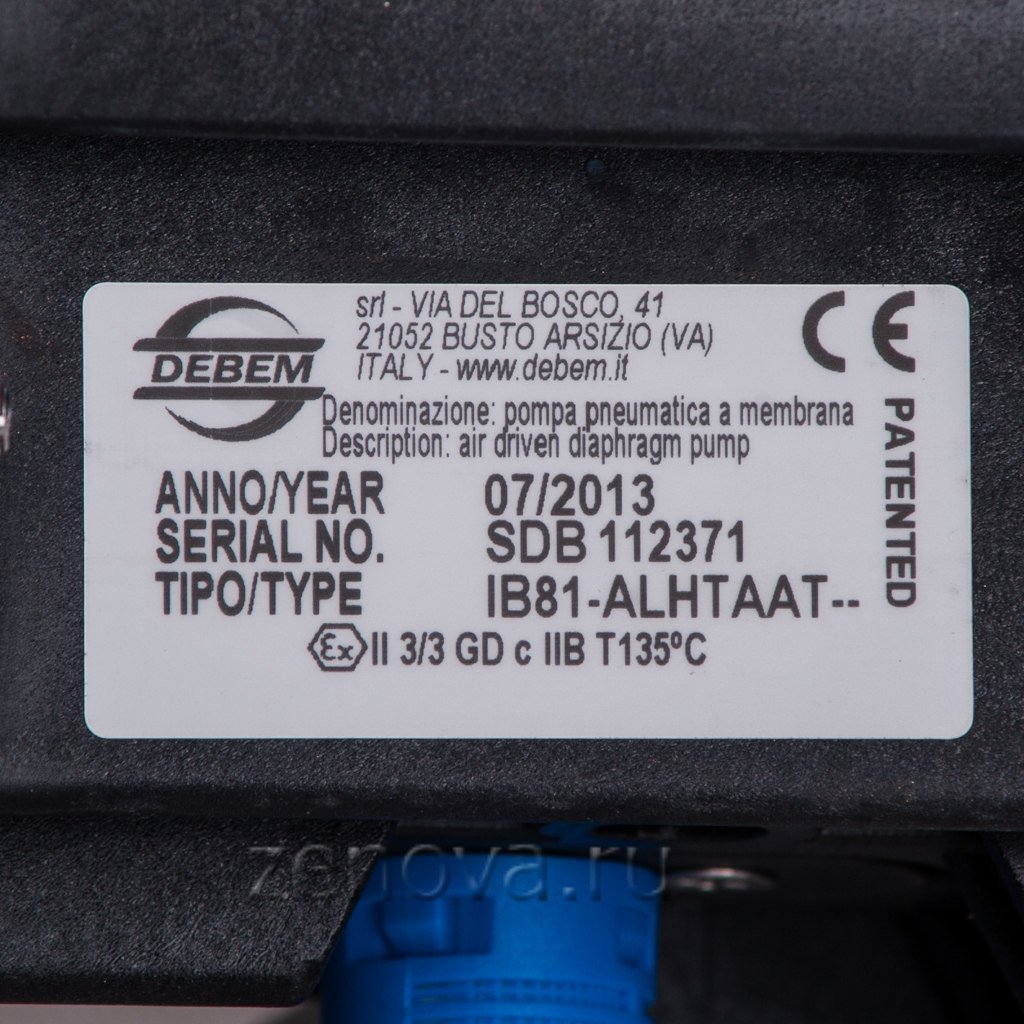 DEBEM
srl - VIA DEL BOSCO, 41
21052 BUSTO ARSIZIO (VA)
ITALY - www.debem.it
CE
Denominazione: pompa pneumatica a membrana
Description: air driven diaphragm pump
PATENTED
ANNO/YEAR 07/2013
SERIAL NO. SDB 112371
TIPO/TYPE IB81-ALHTAAT--
Ex II 3/3 GD c IIB T135ºC
zenova.ru